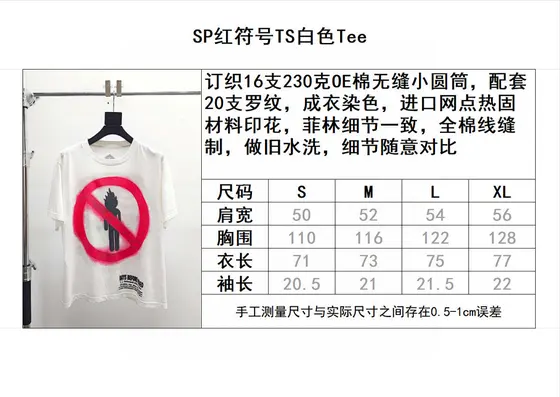 SP红符号TS白色Tee
订织16支230克OE棉无缝小圆筒，配套
20支罗纹，成衣染色，进口网点热固
材料印花，菲林细节一致，全棉线缝
制，做旧水洗，细节随意对比
尺码 S M L XL
肩宽 50 52 54 56
胸围 110 116 122 128
衣长 71 73 75 77
袖长 20.5 21 21.5 22
手工测量尺寸与实际尺寸之间存在0.5-1cm误差